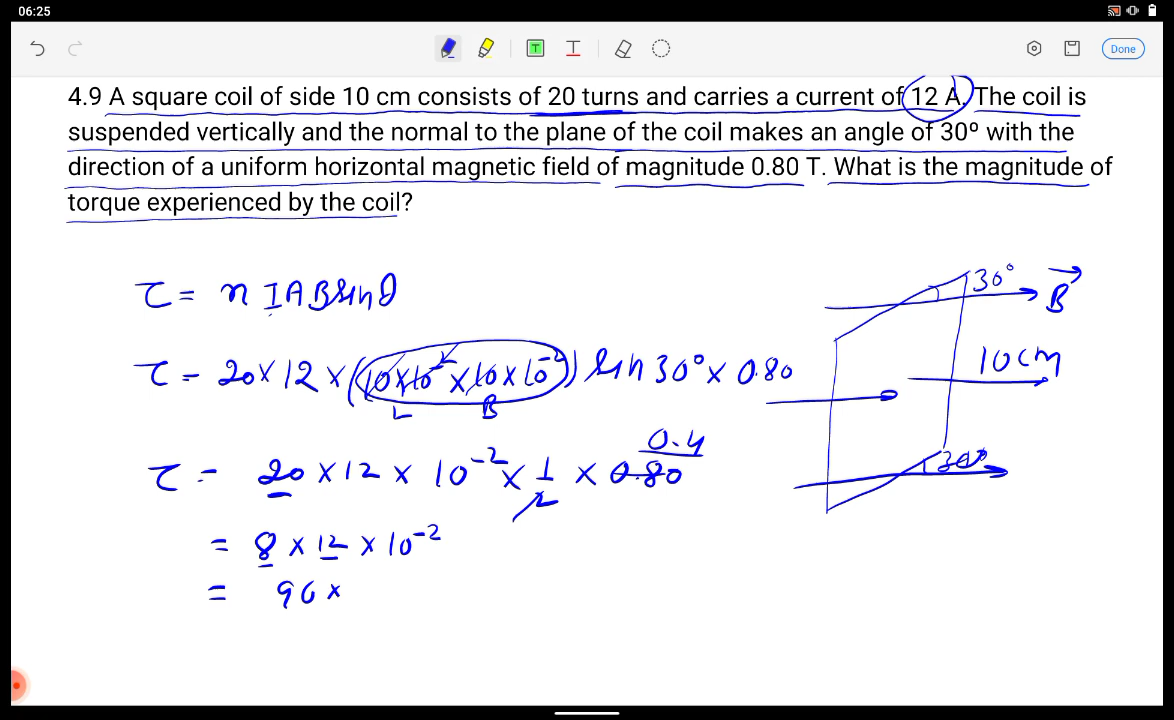 06:25
Done
4.9 A square coil of side 10 cm consists of 20 turns and carries a current of 12 A. The coil is
suspended vertically and the normal to the plane of the coil makes an angle of 30º with the
direction of a uniform horizontal magnetic field of magnitude 0.80 T. What is the magnitude of
torque experienced by the coil?
τ = n I A B sin θ
τ = 20 × 12 × (10 × 10⁻² × 10 × 10⁻²) sin 30° × 0.80
L B
0.4
τ = 20 × 12 × 10⁻² × 1/2 × 0.80
= 8 × 12 × 10⁻²
= 96 ×
30° B
10 cm
30°